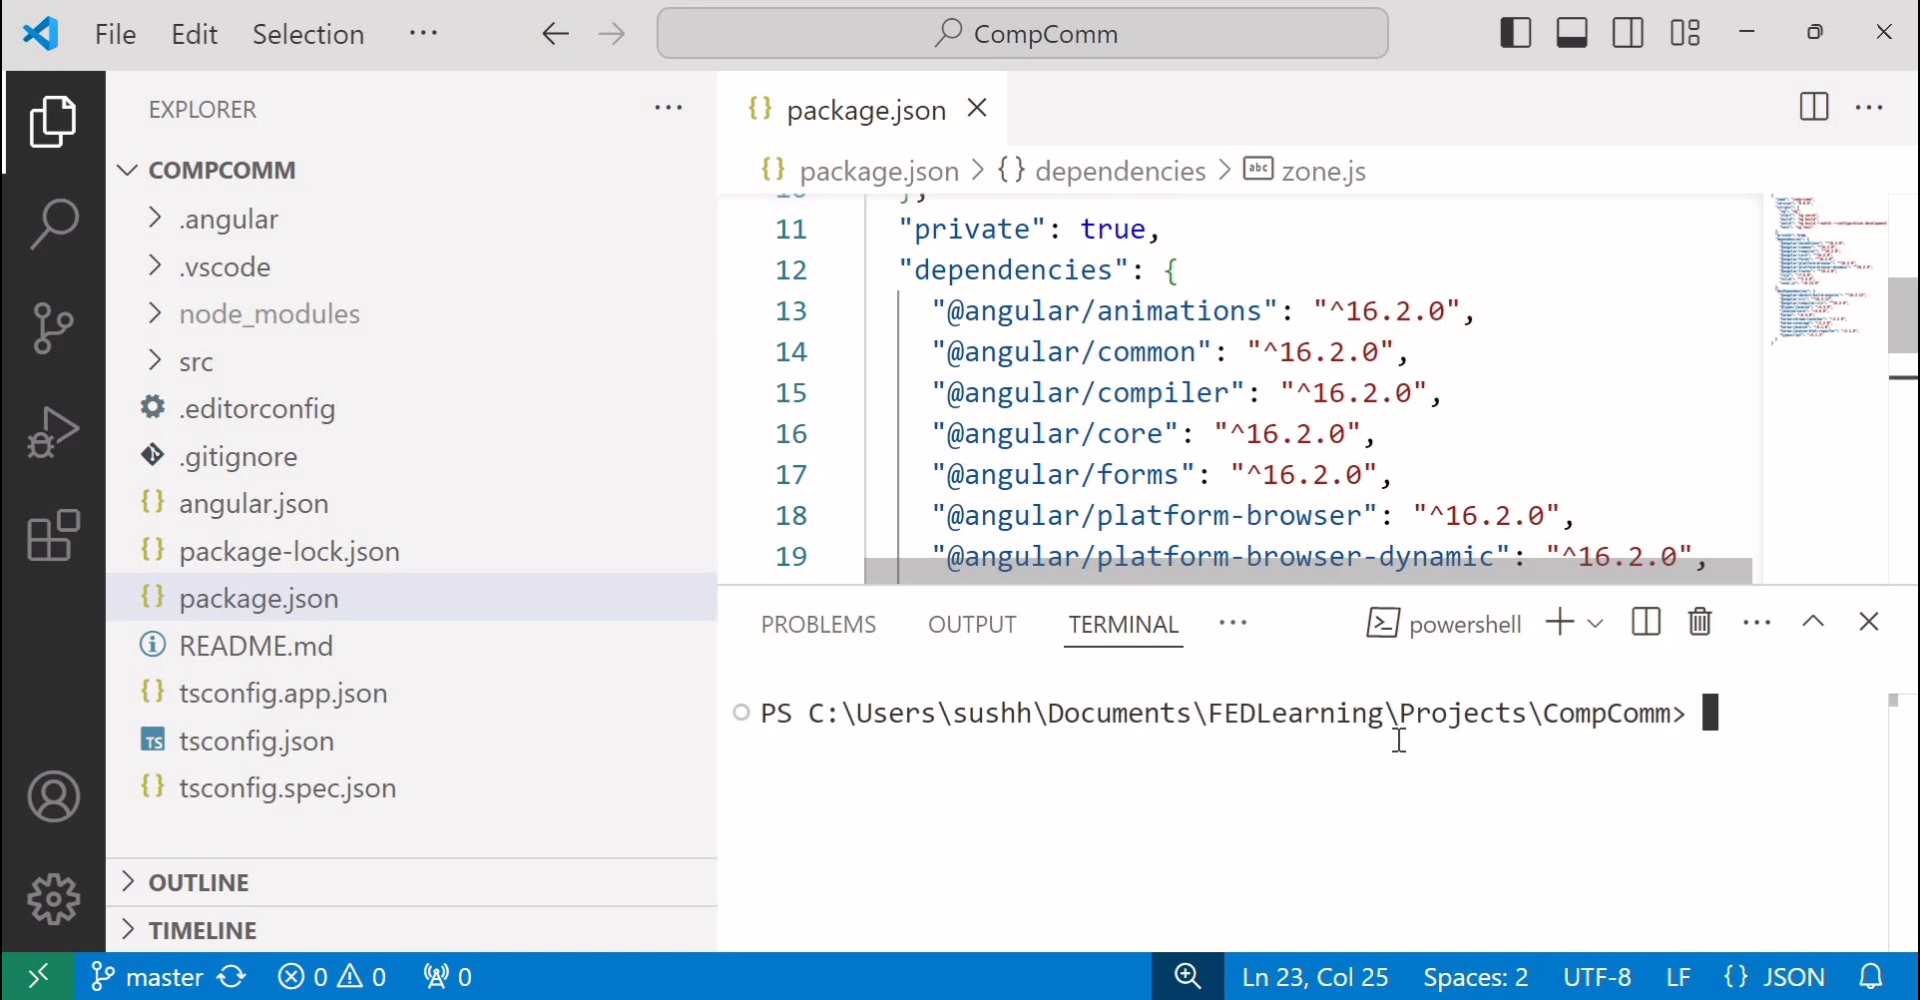 File Edit Selection ··· CompComm
EXPLORER ···
COMPCOMM
.angular
.vscode
node_modules
src
.editorconfig
.gitignore
{} angular.json
{} package-lock.json
{} package.json
README.md
{} tsconfig.app.json
TS tsconfig.json
{} tsconfig.spec.json
OUTLINE
TIMELINE
{} package.json ···
{} package.json > {} dependencies > abc zone.js
11 "private": true,
12 "dependencies": {
13 "@angular/animations": "^16.2.0",
14 "@angular/common": "^16.2.0",
15 "@angular/compiler": "^16.2.0",
16 "@angular/core": "^16.2.0",
17 "@angular/forms": "^16.2.0",
18 "@angular/platform-browser": "^16.2.0",
19 "@angular/platform-browser-dynamic": "^16.2.0",
PROBLEMS OUTPUT TERMINAL ··· powershell ···
PS C:\Users\sushh\Documents\FEDLearning\Projects\CompComm>
master 0 0 0 Ln 23, Col 25 Spaces: 2 UTF-8 LF {} JSON